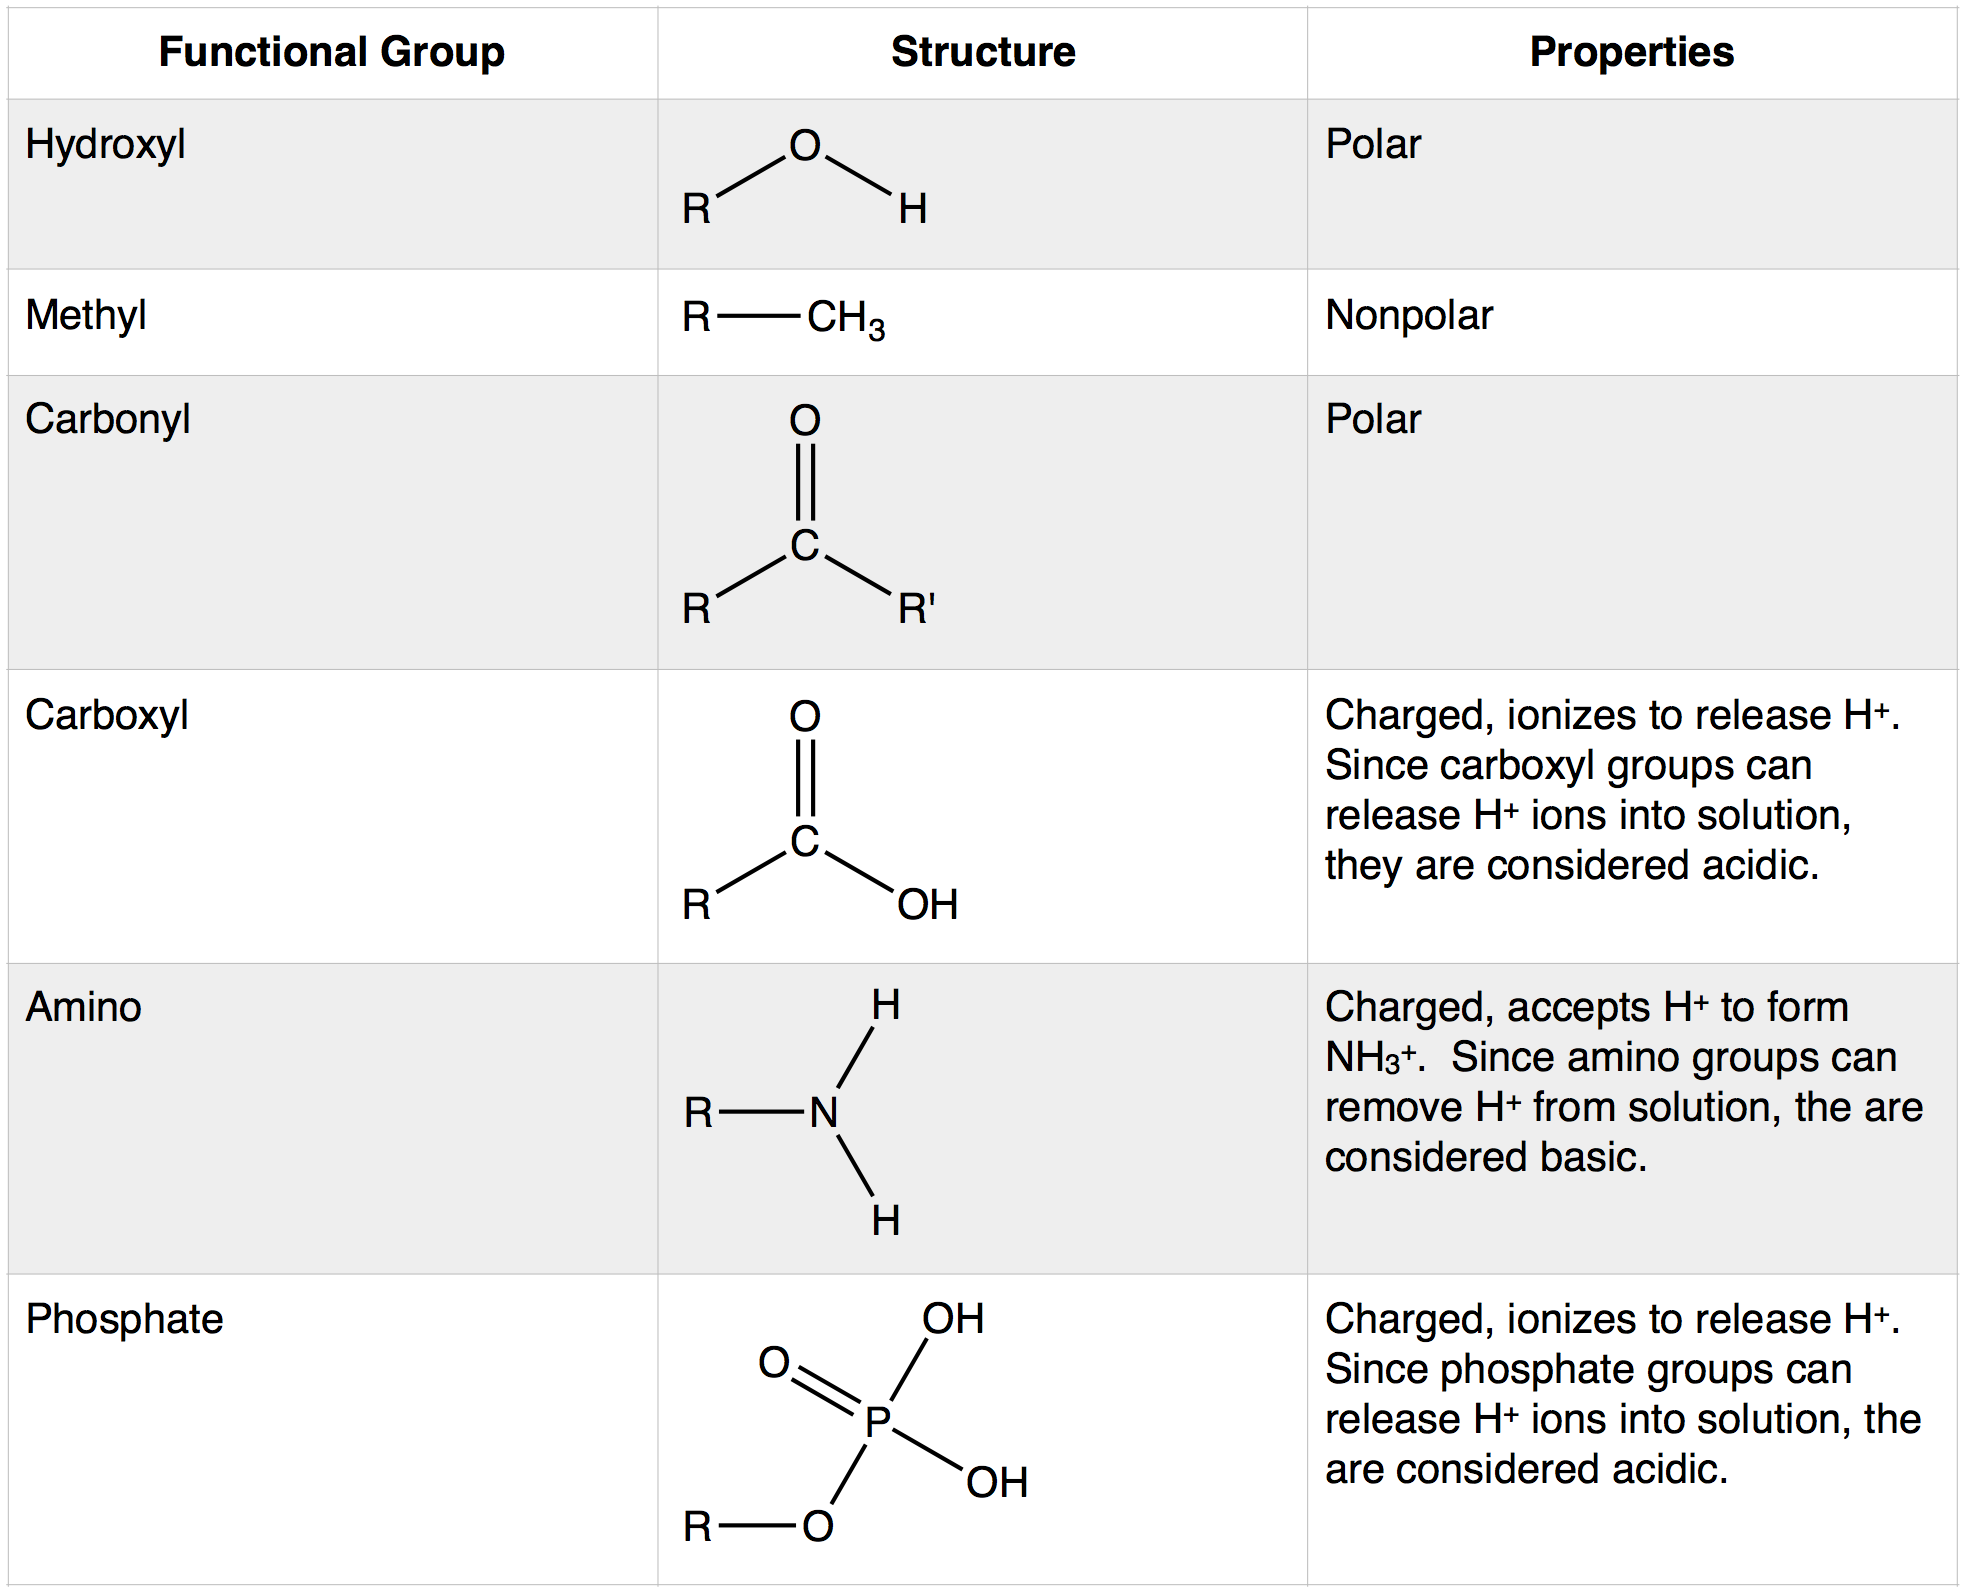 Functional Group Structure Properties
Hydroxyl
O
R H
Polar
Methyl
R CH₃
Nonpolar
Carbonyl
O
C
R R'
Polar
Carboxyl
O
C
R OH
Charged, ionizes to release H⁺.
Since carboxyl groups can
release H⁺ ions into solution,
they are considered acidic.
Amino
H
R N
H
Charged, accepts H⁺ to form
NH₃⁺. Since amino groups can
remove H⁺ from solution, the are
considered basic.
Phosphate
OH
O
P
OH
R O
Charged, ionizes to release H⁺.
Since phosphate groups can
release H⁺ ions into solution, the
are considered acidic.